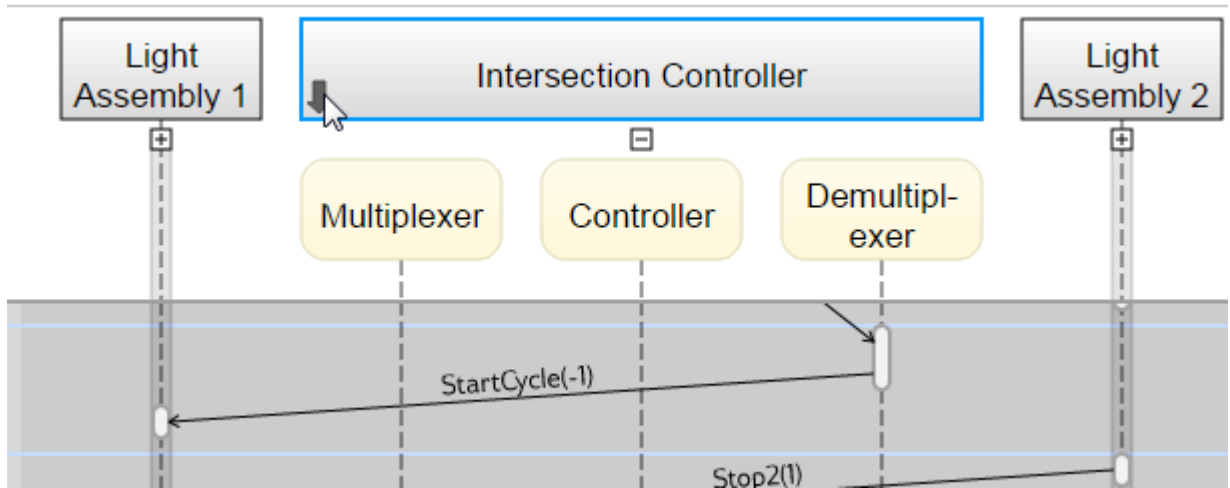 Light
Assembly 1
Intersection Controller
Light
Assembly 2
Multiplexer
Controller
Demultipl-
exer
StartCycle(-1)
Stop2(1)